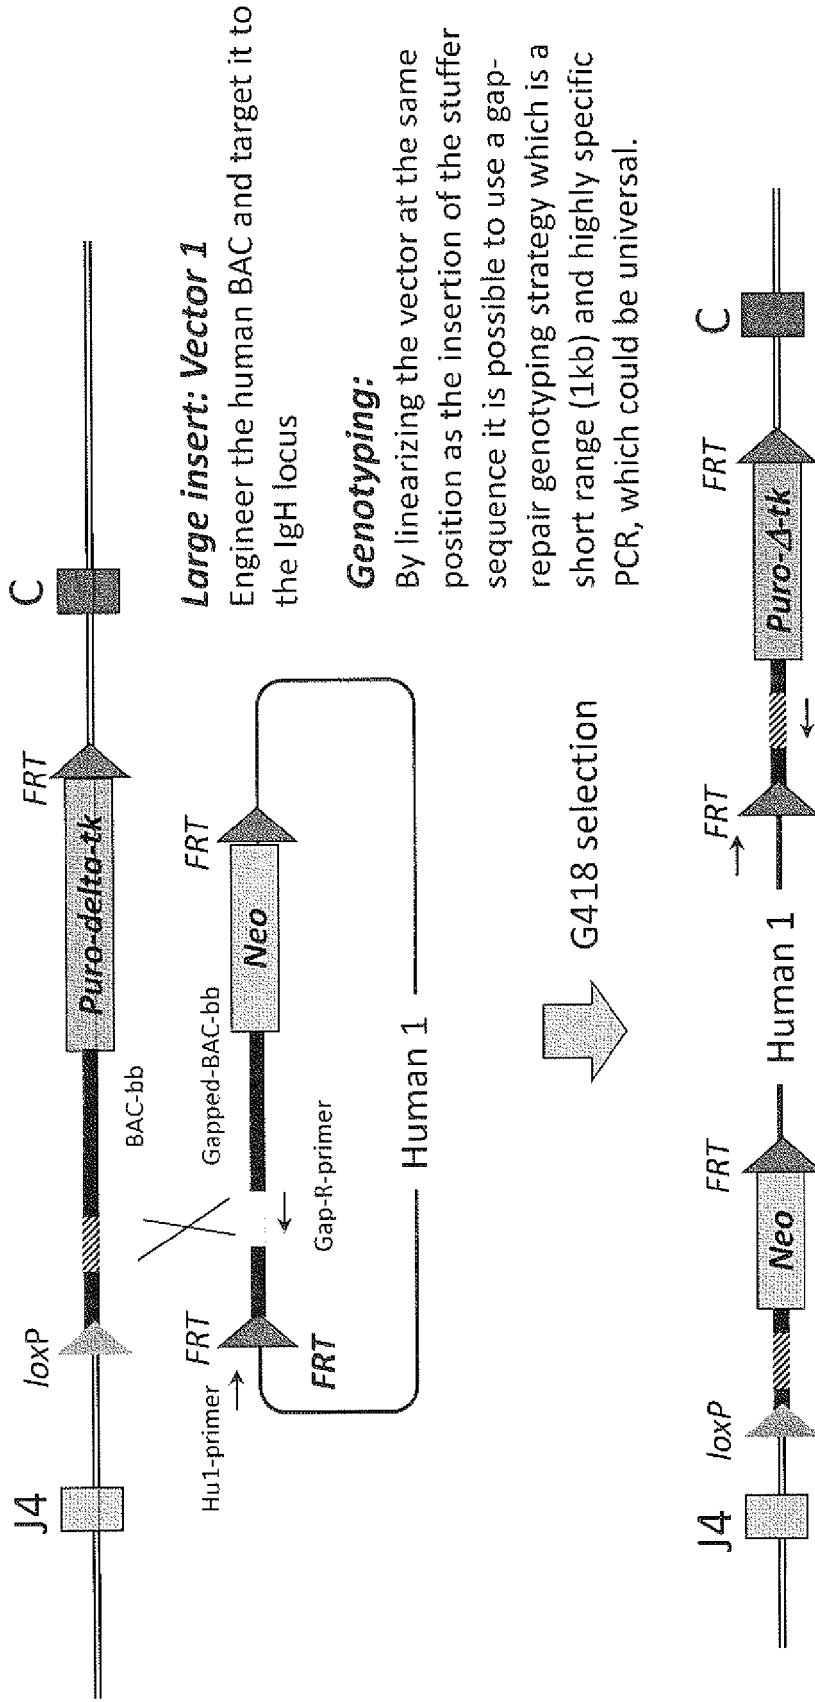 J4
loxP
BAC-bb
Puro-delta-tk
FRT
C
Hu1-primer
FRT
FRT
Gap-R-primer
Gapped-BAC-bb
Neo
FRT
Human 1
Large insert: Vector 1
Engineer the human BAC and target it to
the IgH locus
Genotyping:
By linearizing the vector at the same
position as the insertion of the stuffer
sequence it is possible to use a gap-
repair genotyping strategy which is a
short range (1kb) and highly specific
PCR, which could be universal.
G418 selection
J4
loxP
Neo
FRT
Human 1
FRT
Puro-Δ-tk
FRT
C